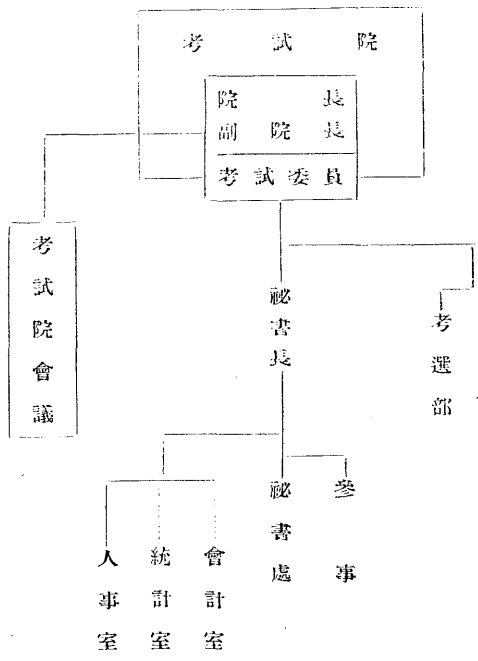 考試院
院長
副院長
考試委員
考試院會議
祕書長
考選部
參事
祕書處
會計室
統計室
人事室